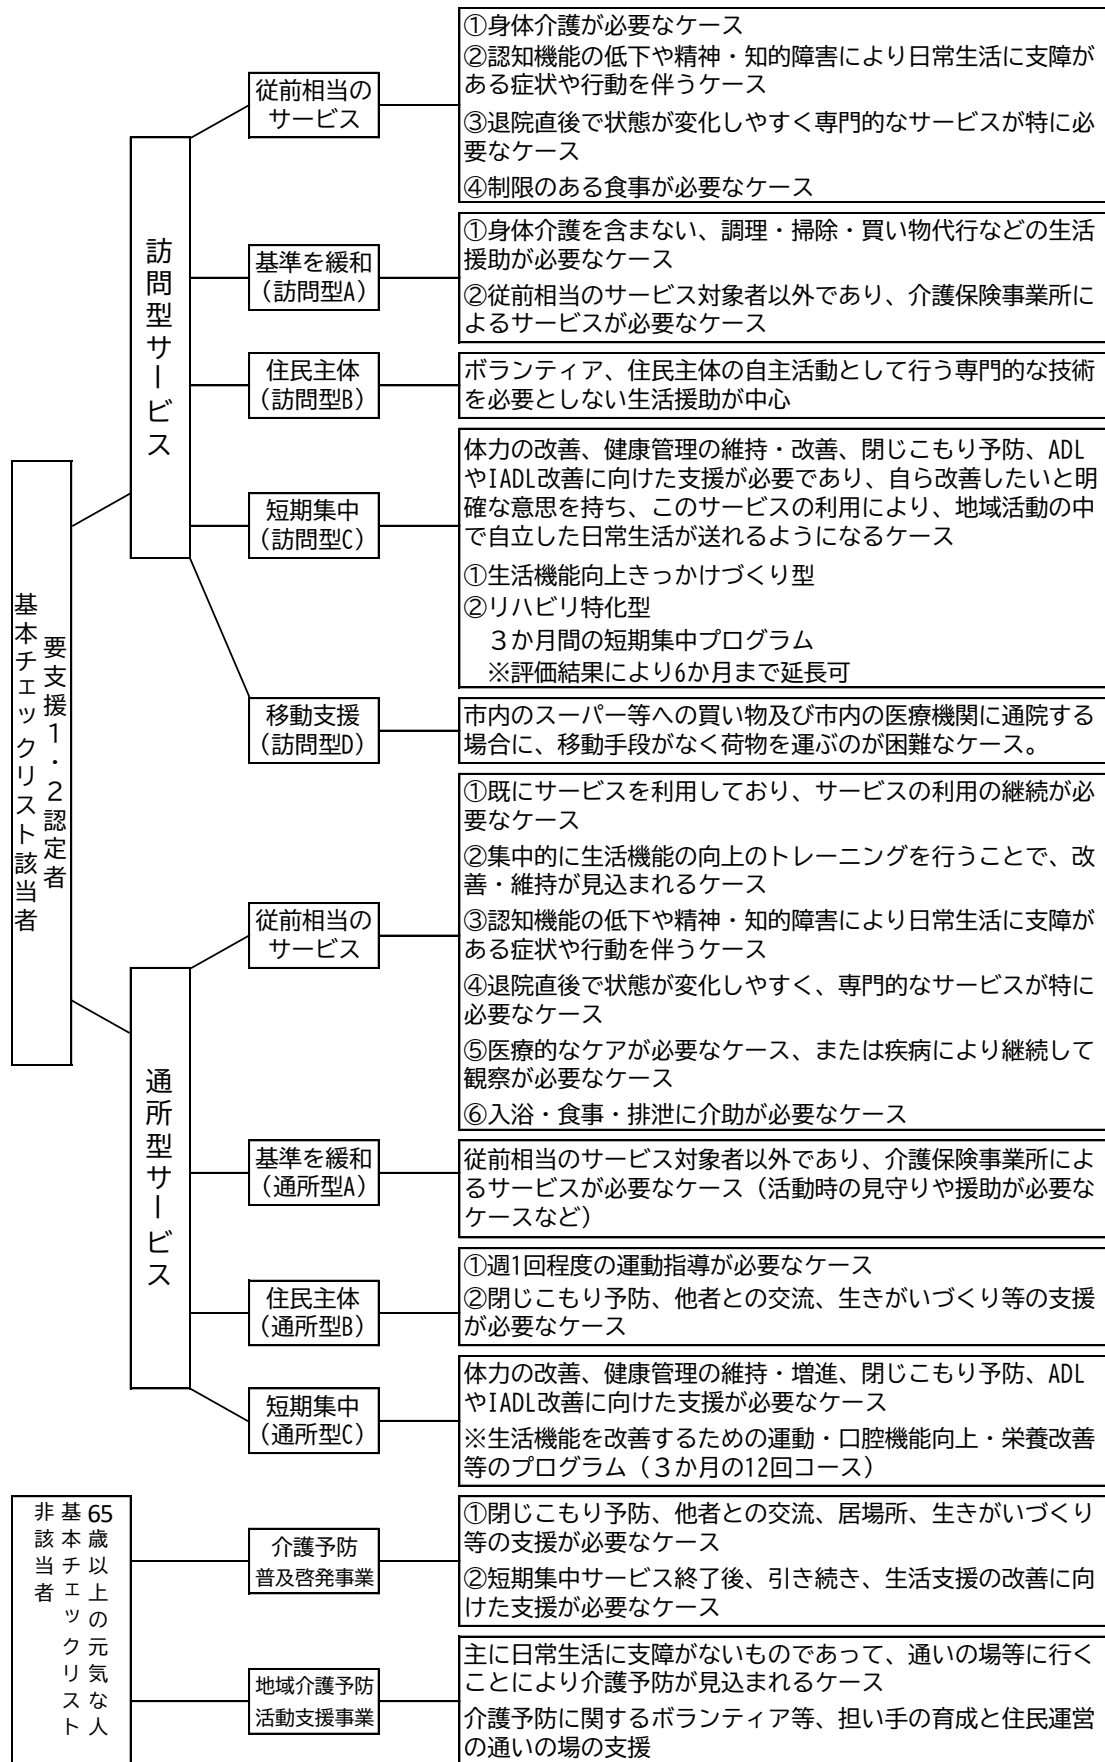 要支援１・２認定者
基本チェックリスト該当者
訪問型サービス
従前相当の
サービス
①身体介護が必要なケース
②認知機能の低下や精神・知的障害により日常生活に支障が
ある症状や行動を伴うケース
③退院直後で状態が変化しやすく専門的なサービスが特に必
要なケース
④制限のある食事が必要なケース
基準を緩和
（訪問型A）
①身体介護を含まない、調理・掃除・買い物代行などの生活
援助が必要なケース
②従前相当のサービス対象者以外であり、介護保険事業所に
よるサービスが必要なケース
住民主体
（訪問型B）
ボランティア、住民主体の自主活動として行う専門的な技術
を必要としない生活援助が中心
短期集中
（訪問型C）
体力の改善、健康管理の維持・改善、閉じこもり予防、ADL
やIADL改善に向けた支援が必要であり、自ら改善したいと明
確な意思を持ち、このサービスの利用により、地域活動の中
で自立した日常生活が送れるようになるケース
①生活機能向上きっかけづくり型
②リハビリ特化型
３か月間の短期集中プログラム
※評価結果により6か月まで延長可
移動支援
（訪問型D）
市内のスーパー等への買い物及び市内の医療機関に通院する
場合に、移動手段がなく荷物を運ぶのが困難なケース。
通所型サービス
従前相当の
サービス
①既にサービスを利用しており、サービスの利用の継続が必
要なケース
②集中的に生活機能の向上のトレーニングを行うことで、改
善・維持が見込まれるケース
③認知機能の低下や精神・知的障害により日常生活に支障が
ある症状や行動を伴うケース
④退院直後で状態が変化しやすく、専門的なサービスが特に
必要なケース
⑤医療的なケアが必要なケース、または疾病により継続して
観察が必要なケース
⑥入浴・食事・排泄に介助が必要なケース
基準を緩和
（通所型A）
従前相当のサービス対象者以外であり、介護保険事業所によ
るサービスが必要なケース（活動時の見守りや援助が必要な
ケースなど）
住民主体
（通所型B）
①週1回程度の運動指導が必要なケース
②閉じこもり予防、他者との交流、生きがいづくり等の支援
が必要なケース
短期集中
（通所型C）
体力の改善、健康管理の維持・増進、閉じこもり予防、ADL
やIADL改善に向けた支援が必要なケース
※生活機能を改善するための運動・口腔機能向上・栄養改善
等のプログラム（３か月の12回コース）
65歳以上の元気な人
基本チェックリスト
非該当者
介護予防
普及啓発事業
①閉じこもり予防、他者との交流、居場所、生きがいづくり
等の支援が必要なケース
②短期集中サービス終了後、引き続き、生活支援の改善に向
けた支援が必要なケース
地域介護予防
活動支援事業
主に日常生活に支障がないものであって、通いの場等に行く
ことにより介護予防が見込まれるケース
介護予防に関するボランティア等、担い手の育成と住民運営
の通いの場の支援